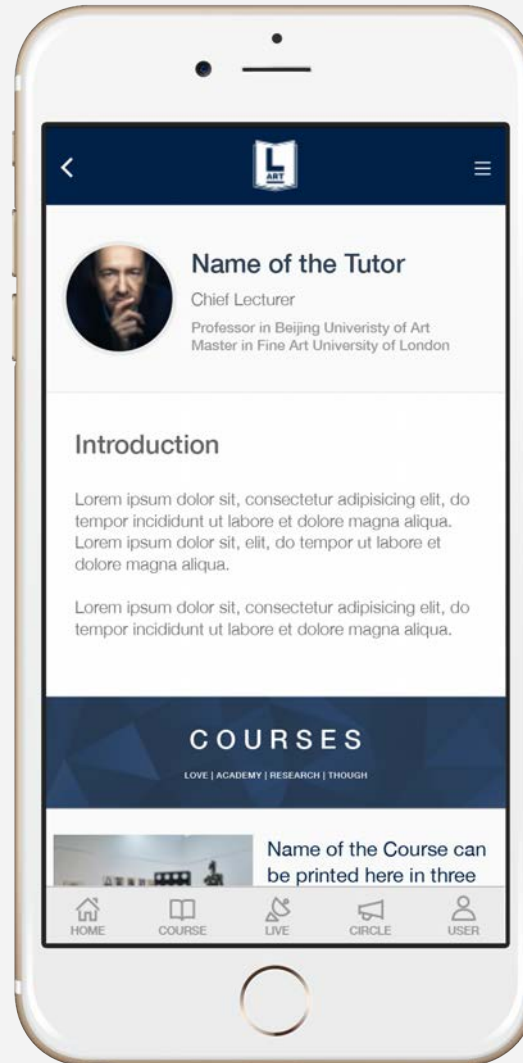 L
ART
Name of the Tutor
Chief Lecturer
Professor in Beijing Univeristy of Art
Master in Fine Art University of London
Introduction
Lorem ipsum dolor sit, consectetur adipisicing elit, do
tempor incididunt ut labore et dolore magna aliqua.
Lorem ipsum dolor sit, elit, do tempor ut labore et
dolore magna aliqua.
Lorem ipsum dolor sit, consectetur adipisicing elit, do
tempor incididunt ut labore et dolore magna aliqua.
COURSES
LOVE | ACADEMY | RESEARCH | THOUGH
Name of the Course can
be printed here in three
HOME COURSE LIVE CIRCLE USER